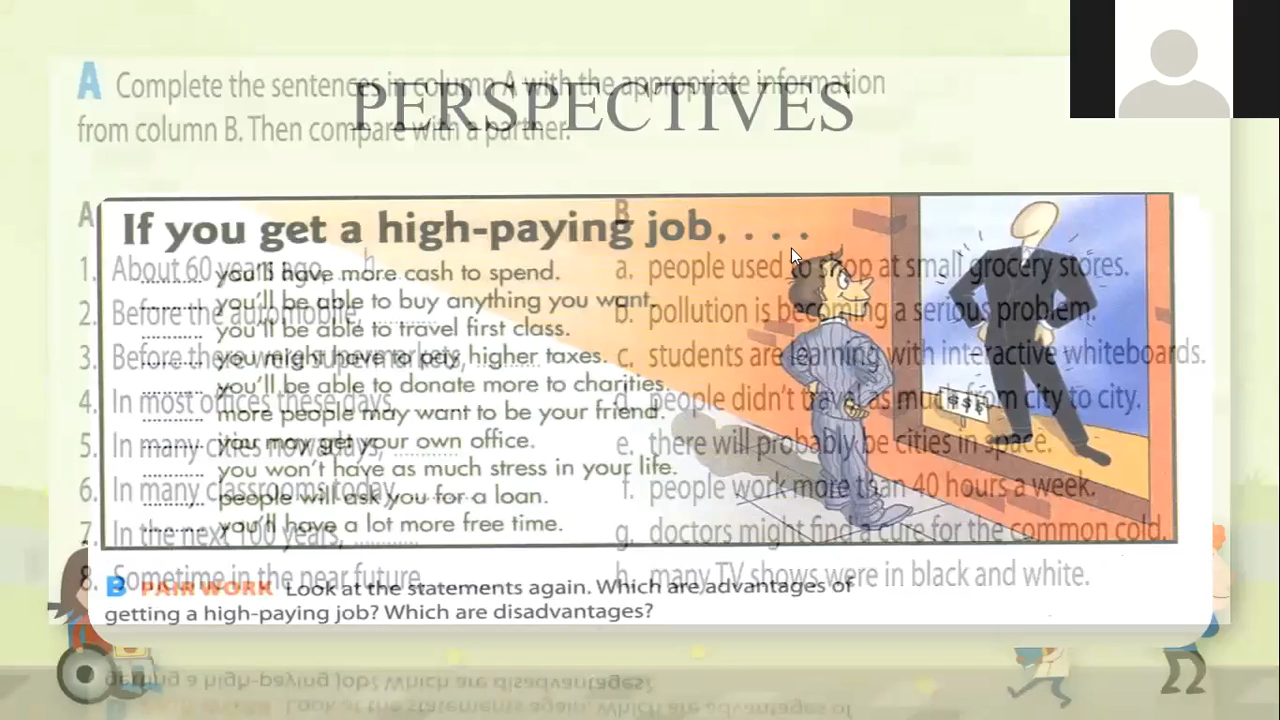 PERSPECTIVES
A Complete the sentences in column A with the appropriate information
from column B. Then compare with a partner.
A
B
1. About 60 years ago, h
2. Before the automobile, ..........
3. Before there were supermarkets, ..........
4. In most offices these days, ..........
5. In many cities nowadays, ..........
6. In many classrooms today, ..........
7. In the next 100 years, ..........
8. Sometime in the near future,
a. people used to shop at small grocery stores.
b. pollution is becoming a serious problem.
c. students are learning with interactive whiteboards.
d. people didn't travel as much from city to city.
e. there will probably be cities in space.
f. people work more than 40 hours a week.
g. doctors might find a cure for the common cold.
h. many TV shows were in black and white.
If you get a high-paying job, . . . .
.......... you'll have more cash to spend.
.......... you'll be able to buy anything you want.
.......... you'll be able to travel first class.
.......... you might have to pay higher taxes.
.......... you'll be able to donate more to charities.
.......... more people may want to be your friend.
.......... you may get your own office.
.......... you won't have as much stress in your life.
.......... people will ask you for a loan.
.......... you'll have a lot more free time.
$$$
B PAIR WORK Look at the statements again. Which are advantages of
getting a high-paying job? Which are disadvantages?